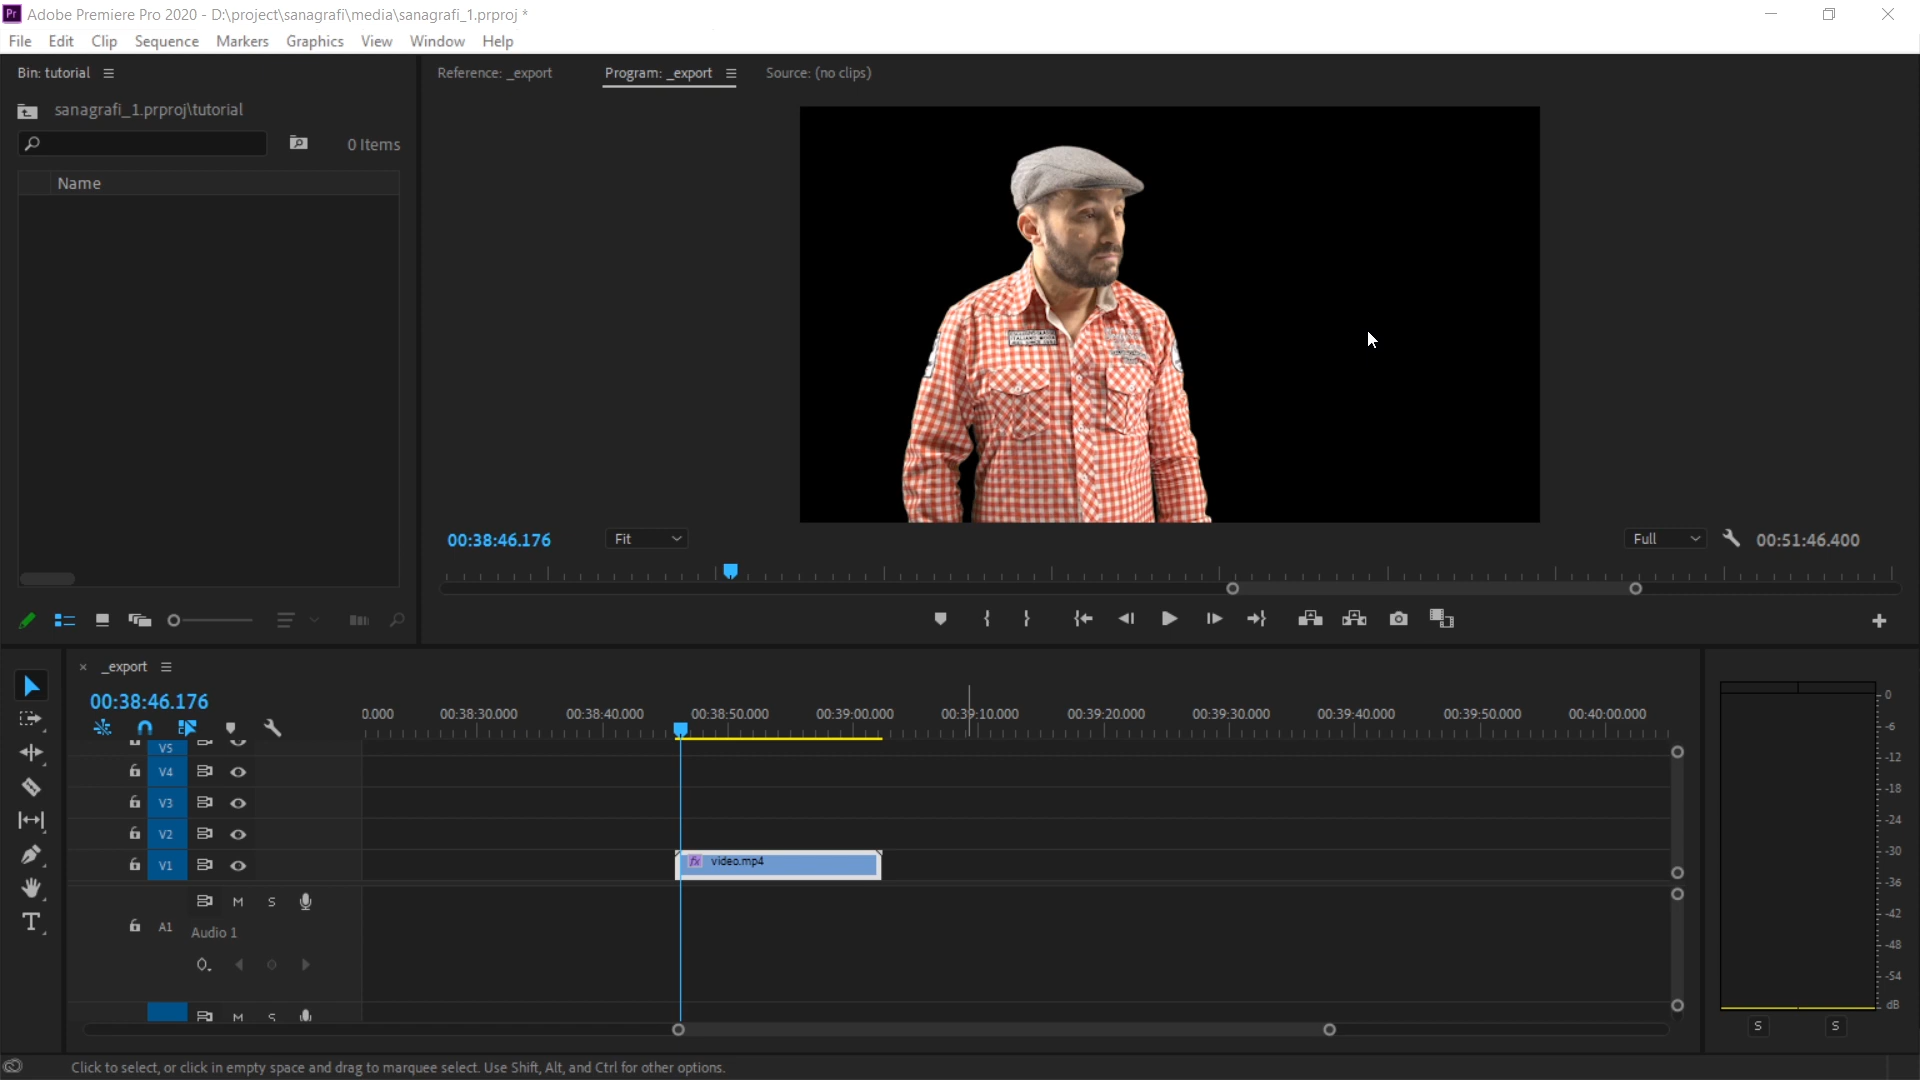 Adobe Premiere Pro 2020 - D:\project\sanagrafi\media\sanagrafi_1.prproj *
File Edit Clip Sequence Markers Graphics View Window Help
Bin: tutorial
Reference: _export Program: _export Source: (no clips)
sanagrafi_1.prproj\tutorial
0 Items
Name
00:38:46.176 Fit Full 00:51:46.400
_export
00:38:46.176
0.000 00:38:30.000 00:38:40.000 00:38:50.000 00:39:00.000 00:39:10.000 00:39:20.000 00:39:30.000 00:39:40.000 00:39:50.000 00:40:00.000
V5
V4
V3
V2
V1 fx video.mp4
M S
A1 Audio 1
M S
0
-6
-12
-18
-24
-30
-36
-42
-48
-54
dB
S S
Click to select, or click in empty space and drag to marquee select. Use Shift, Alt, and Ctrl for other options.